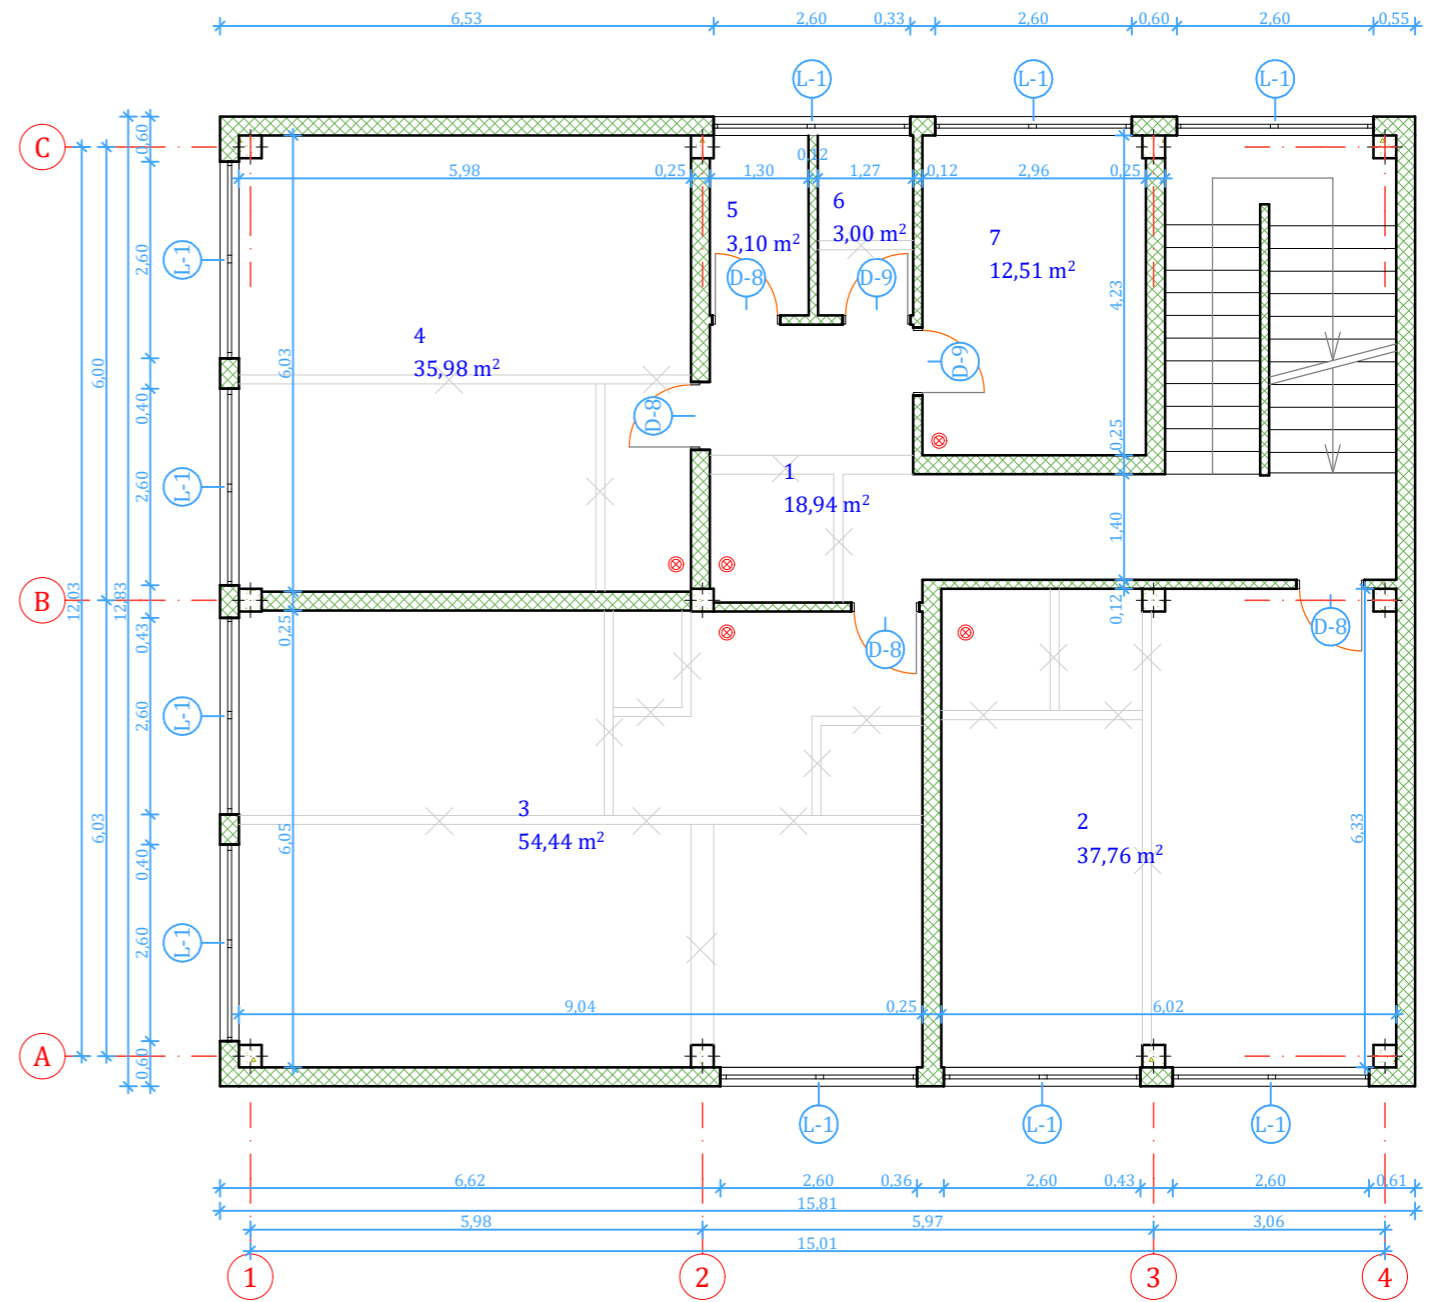 6,53 2,60 0,33 2,60 0,60 2,60 0,55
L-1 L-1 L-1
C
0,60
0,12
5,98 0,25 1,30 1,27 0,12 2,96 0,25
5
3,10 m²
6
3,00 m²
7
12,51 m²
L-1
2,60
D-8 D-9
4,23
4
35,98 m²
6,03
6,00
D-9
0,40
D-8
0,25
1
18,94 m²
L-1
2,60
1,40
B
12,03
12,83
0,43
0,25
0,12
D-8
D-8
L-1
2,60
3
54,44 m²
2
37,76 m²
6,03
6,05
6,33
0,40
L-1
2,60
9,04 0,25 6,02
A
0,60
L-1 L-1 L-1
6,62 2,60 0,36 2,60 0,43 2,60 0,61
15,81
5,98 5,97 3,06
15,01
1 2 3 4